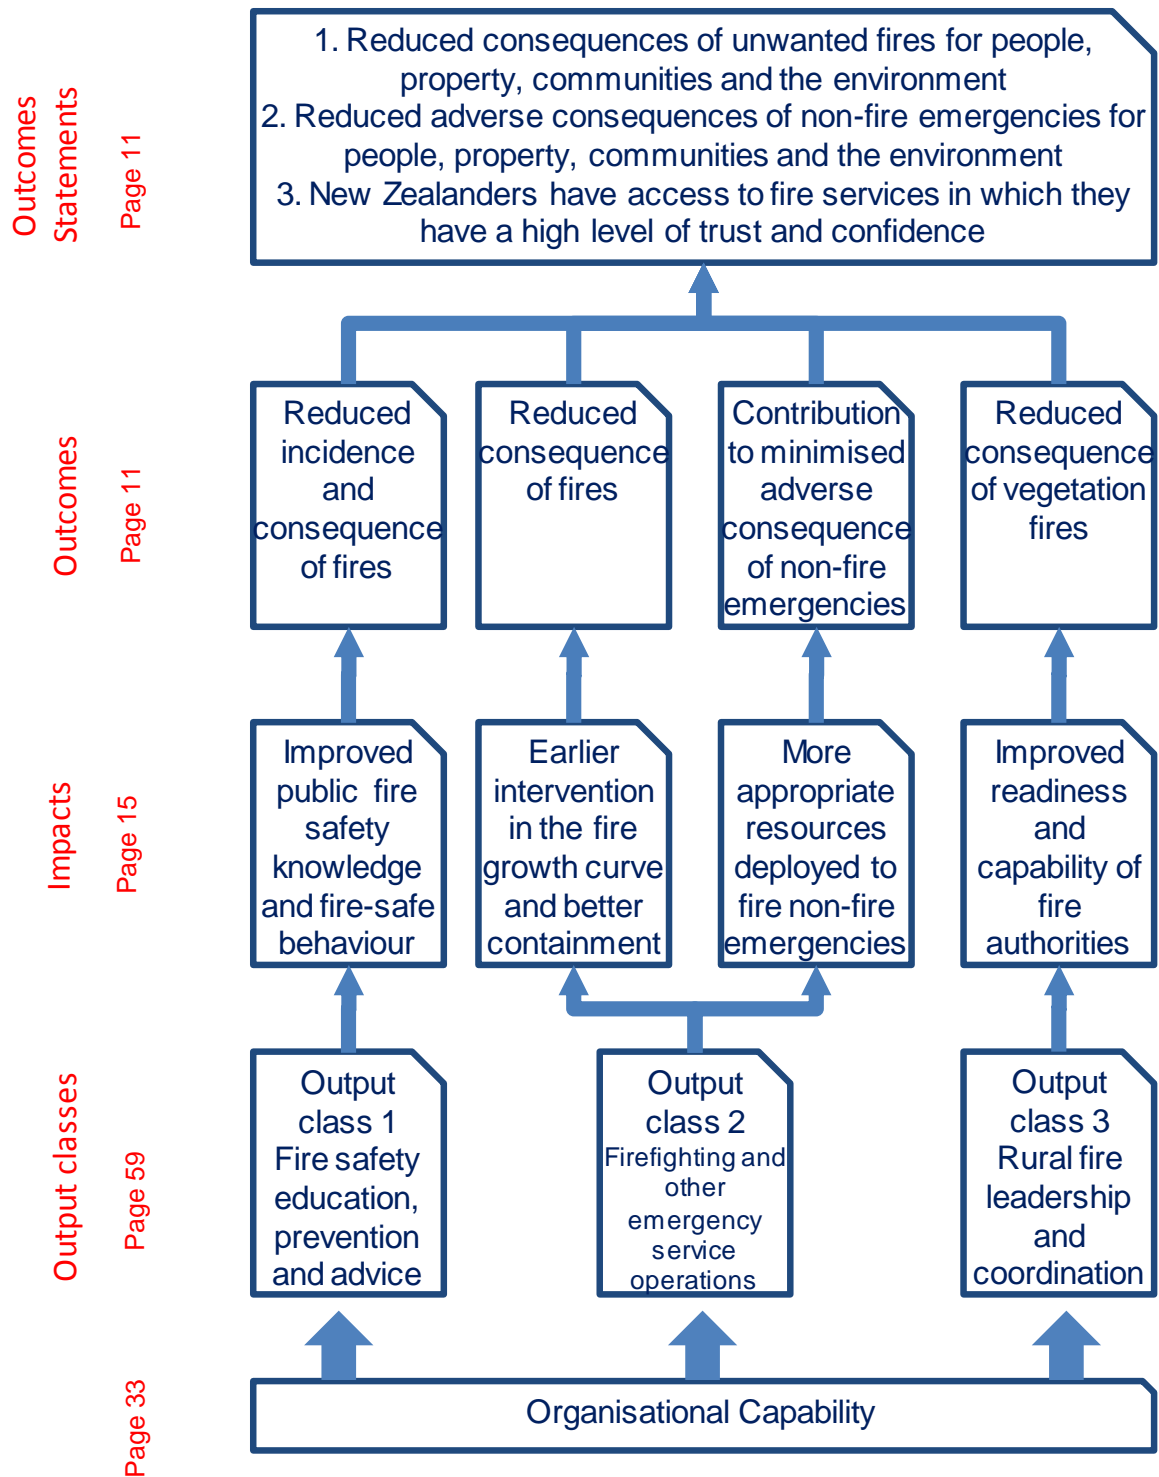 Outcomes
Statements
Page 11
1. Reduced consequences of unwanted fires for people,
property, communities and the environment
2. Reduced adverse consequences of non-fire emergencies for
people, property, communities and the environment
3. New Zealanders have access to fire services in which they
have a high level of trust and confidence
Outcomes
Page 11
Reduced
incidence
and
consequence
of fires
Reduced
consequence
of fires
Contribution
to minimised
adverse
consequence
of non-fire
emergencies
Reduced
consequence
of vegetation
fires
Impacts
Page 15
Improved
public fire
safety
knowledge
and fire-safe
behaviour
Earlier
intervention
in the fire
growth curve
and better
containment
More
appropriate
resources
deployed to
fire non-fire
emergencies
Improved
readiness
and
capability of
fire
authorities
Output classes
Page 59
Output
class 1
Fire safety
education,
prevention
and advice
Output
class 2
Firefighting and
other
emergency
service
operations
Output
class 3
Rural fire
leadership
and
coordination
Page 33
Organisational Capability